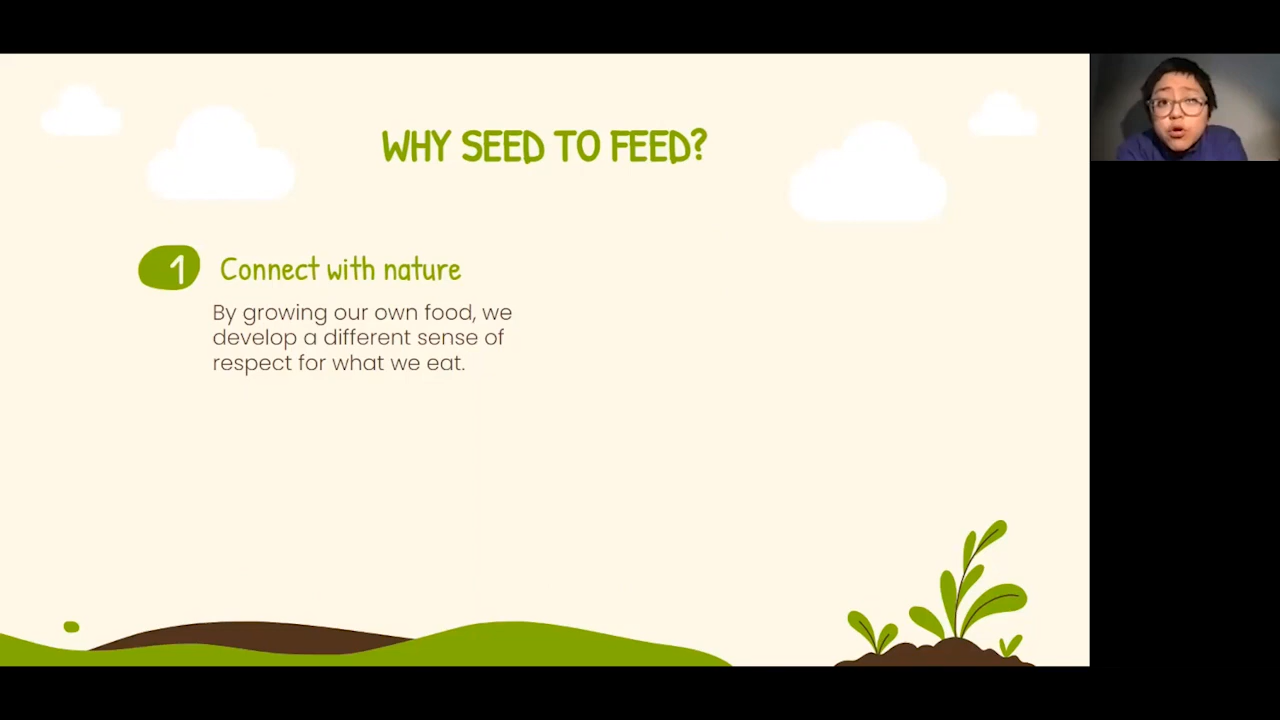 WHY SEED TO FEED?
1 Connect with nature
By growing our own food, we
develop a different sense of
respect for what we eat.